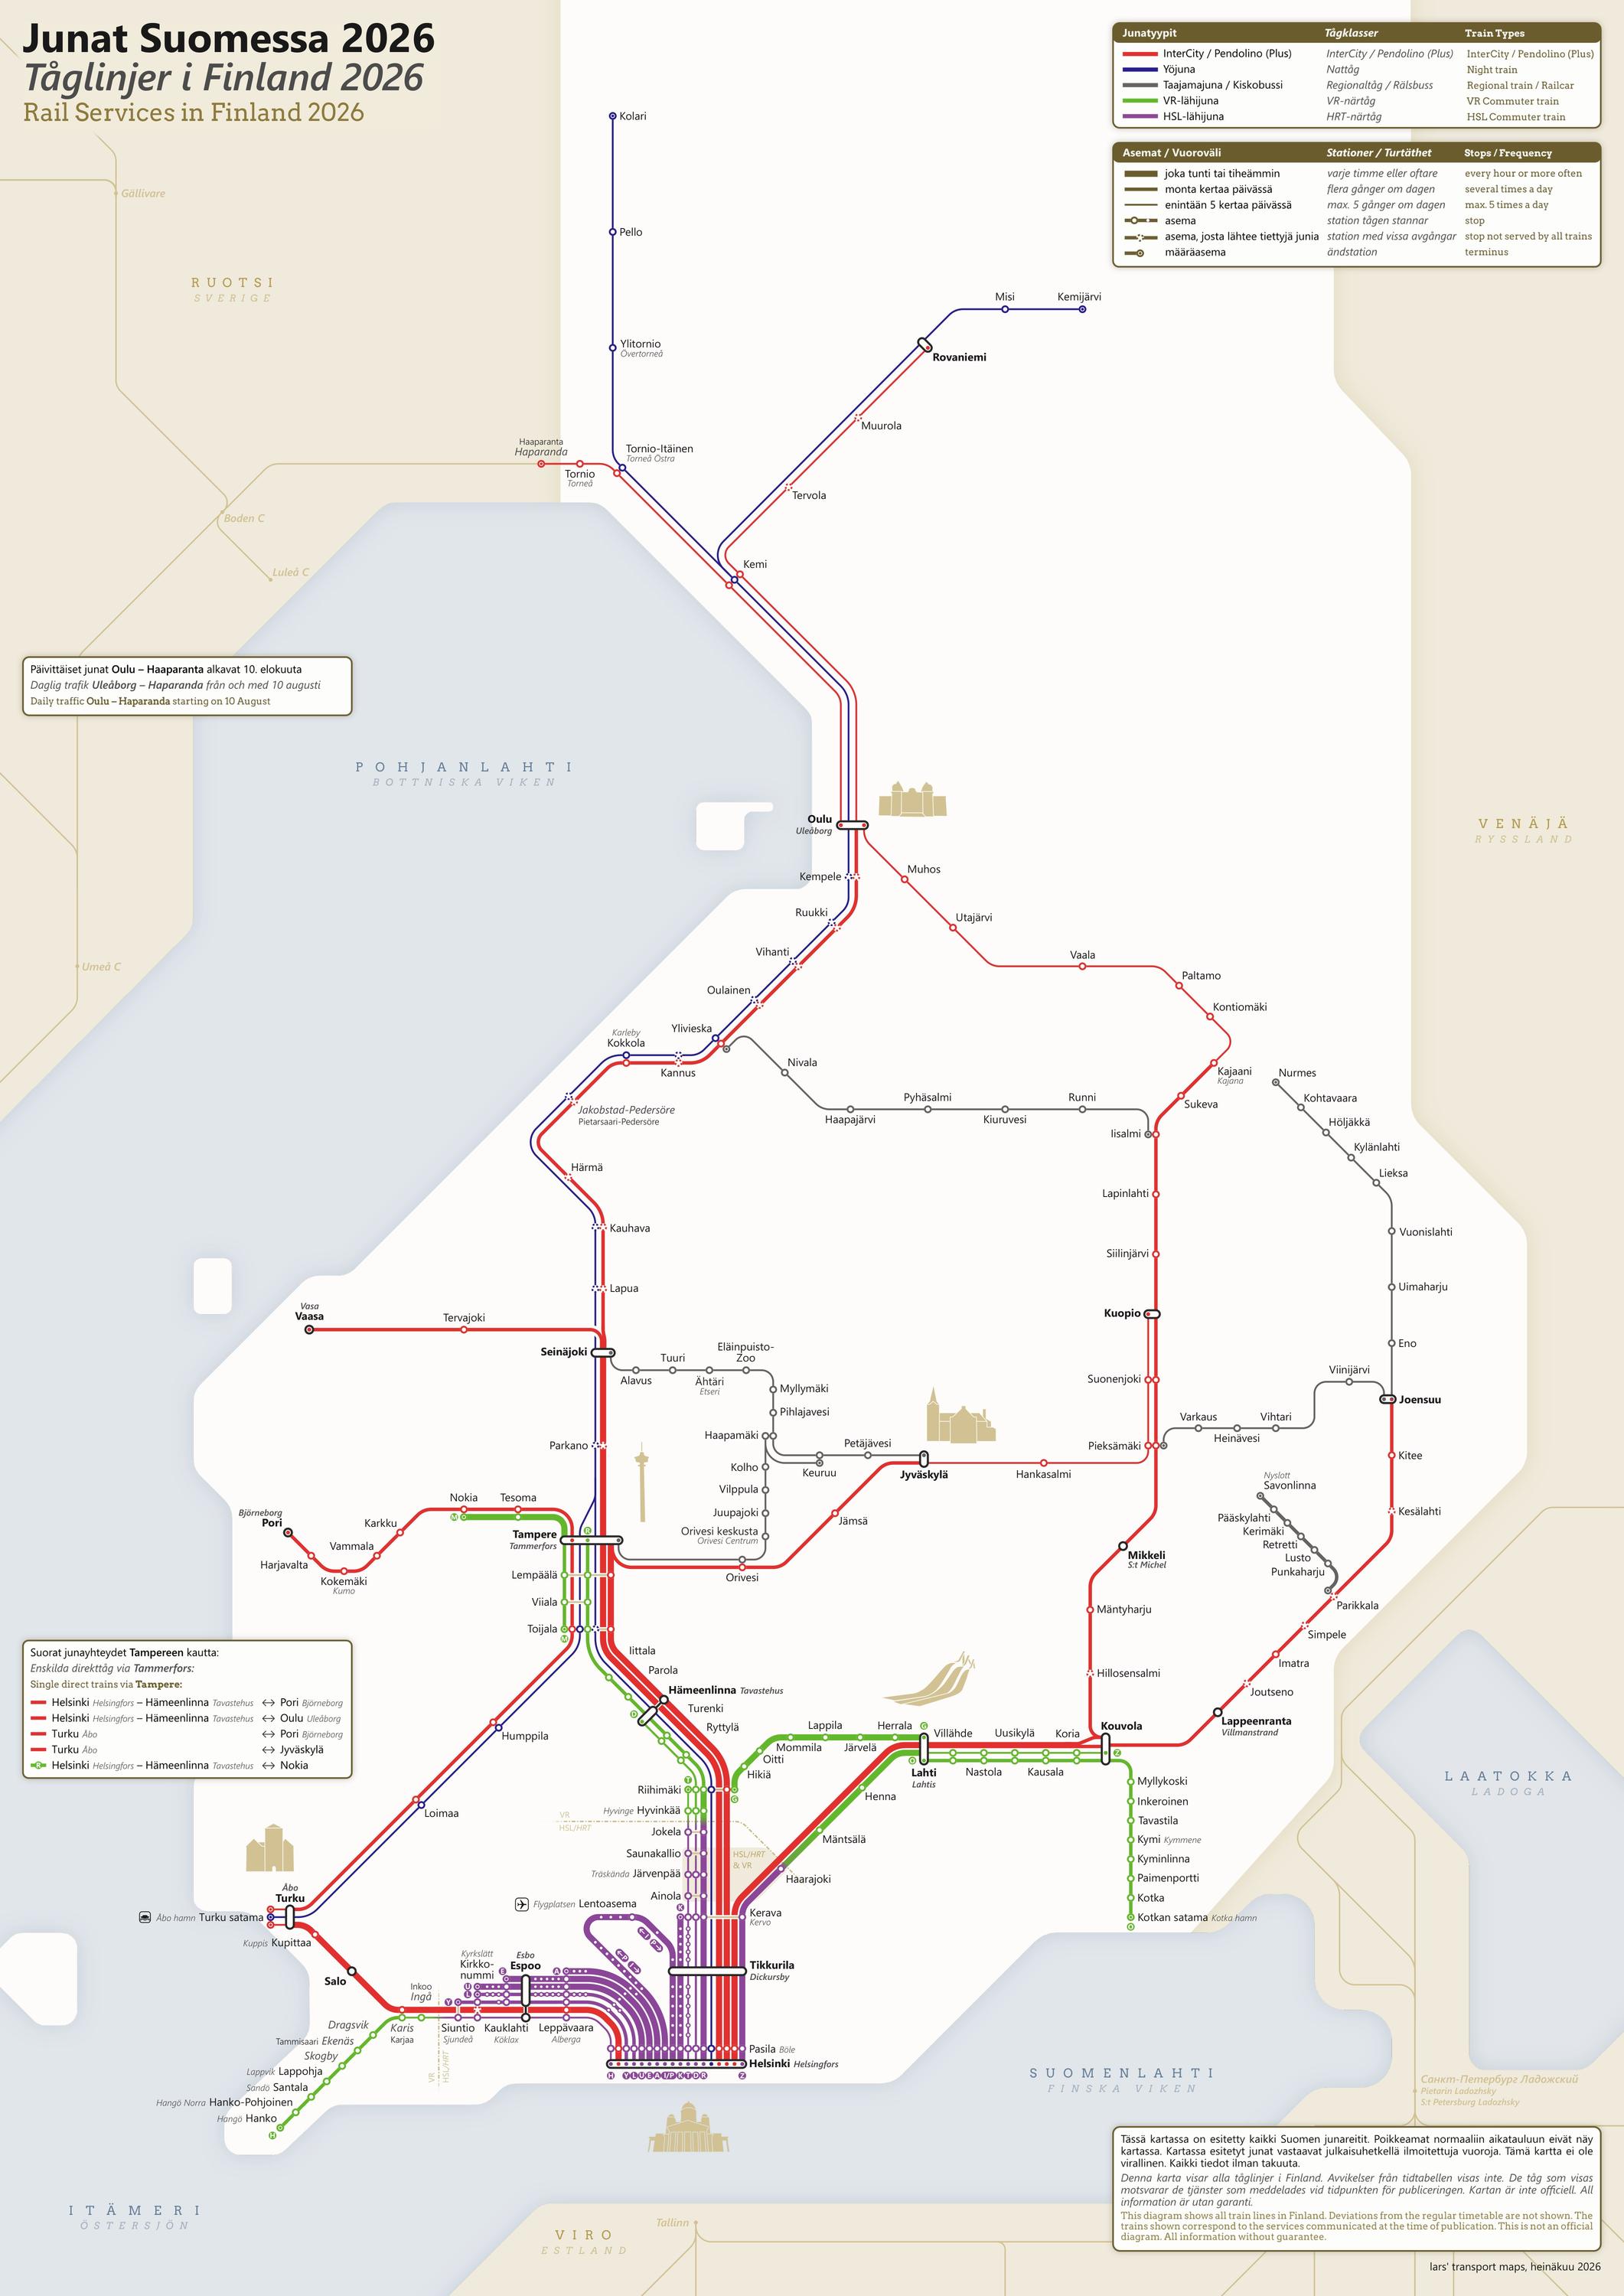 Junat Suomessa 2026
Tåglinjer i Finland 2026
Rail Services in Finland 2026
Junatyypit Tågklasser Train Types
InterCity / Pendolino (Plus) InterCity / Pendolino (Plus) InterCity / Pendolino (Plus)
Yöjuna Nattåg Night train
Taajamajuna / Kiskobussi Regionaltåg / Rälsbuss Regional train / Railcar
VR-lähijuna VR-närtåg VR Commuter train
HSL-lähijuna HRT-närtåg HSL Commuter train
Asemat / Vuoroväli Stationer / Turtäthet Stops / Frequency
joka tunti tai tiheämmin varje timme eller oftare every hour or more often
monta kertaa päivässä flera gånger om dagen several times a day
enintään 5 kertaa päivässä max. 5 gånger om dagen max. 5 times a day
asema station tågen stannar stop
asema, josta lähtee tiettyjä junia station med vissa avgångar stop not served by all trains
määräasema ändstation terminus
Kolari
Gällivare
Pello
RUOTSI
SVERIGE
Misi
Kemijärvi
Ylitornio
Övertorneå
Rovaniemi
Muurola
Haaparanta
Haparanda
Tornio-Itäinen
Torneå Östra
Tornio
Torneå
Tervola
Boden C
Kemi
Luleå C
Päivittäiset junat Oulu – Haaparanta alkavat 10. elokuuta
Daglig trafik Uleåborg – Haparanda från och med 10 augusti
Daily traffic Oulu – Haparanda starting on 10 August
POHJANLAHTI
BOTTNISKA VIKEN
Oulu
Uleåborg
VENÄJÄ
RYSSLAND
Kempele
Muhos
Ruukki
Utajärvi
Vihanti
Vaala
Umeå C
Paltamo
Oulainen
Kontiomäki
Ylivieska
Karleby
Kokkola
Kannus
Nivala
Kajaani
Kajana
Nurmes
Jakobstad-Pedersöre
Pietarsaari-Pedersöre
Haapajärvi
Pyhäsalmi
Kiuruvesi
Runni
Sukeva
Kohtavaara
Höljäkkä
Iisalmi
Kylänlahti
Härmä
Lieksa
Lapinlahti
Kauhava
Vuonislahti
Siilinjärvi
Lapua
Uimaharju
Vasa
Vaasa
Tervajoki
Kuopio
Seinäjoki
Alavus
Tuuri
Ähtäri
Etseri
Eläinpuisto-
Zoo
Eno
Myllymäki
Suonenjoki
Viinijärvi
Joensuu
Pihlajavesi
Varkaus
Heinävesi
Vihtari
Parkano
Haapamäki
Petäjävesi
Pieksämäki
Keuruu
Jyväskylä
Hankasalmi
Kitee
Kolho
Nyslott
Savonlinna
Vilppula
Nokia
Tesoma
Björneborg
Pori
Karkku
Juupajoki
Jämsä
Kesälahti
Pääskylahti
Kerimäki
Retretti
Lusto
Punkaharju
Vammala
Tampere
Tammerfors
Orivesi keskusta
Orivesi Centrum
Mikkeli
S:t Michel
Harjavalta
Kokemäki
Kumo
Lempäälä
Orivesi
Viiala
Mäntyharju
Parikkala
Toijala
Simpele
Iittala
Suorat junayhteydet Tampereen kautta:
Enskilda direkttåg via Tammerfors:
Single direct trains via Tampere:
Helsinki Helsingfors – Hämeenlinna Tavastehus ↔ Pori Björneborg
Helsinki Helsingfors – Hämeenlinna Tavastehus ↔ Oulu Uleåborg
Turku Åbo ↔ Pori Björneborg
Turku Åbo ↔ Jyväskylä
R Helsinki Helsingfors – Hämeenlinna Tavastehus ↔ Nokia
Parola
Hillosensalmi
Imatra
Hämeenlinna Tavastehus
Joutseno
Turenki
Lappeenranta
Villmanstrand
Ryttylä
Humppila
Lappila
Herrala
Mommila
Järvelä
Oitti
Hikiä
Villähde
Uusikylä
Koria
Kouvola
Lahti
Lahtis
Nastola
Kausala
LAATOKKA
LADOGA
Riihimäki
Myllykoski
Loimaa
Hyvinge Hyvinkää
Henna
Inkeroinen
VR
HSL/HRT
Tavastila
Jokela
Mäntsälä
Kymi Kymmene
Saunakallio
HSL/HRT
& VR
Kyminlinna
Träskända Järvenpää
Haarajoki
Paimenportti
Ainola
Kotka
Åbo
Turku
Flygplatsen Lentoasema
Kerava
Kervo
Kotkan satama Kotka hamn
Åbo hamn Turku satama
Kuppis Kupittaa
Kyrkslätt
Kirkko-
nummi
Esbo
Espoo
Tikkurila
Dickursby
Salo
Inkoo
Ingå
Dragsvik
Karis
Karjaa
Siuntio
Sjundeå
Kauklahti
Köklax
Leppävaara
Alberga
Tammisaari Ekenäs
Skogby
Pasila Böle
Helsinki Helsingfors
VR
HSL/HRT
Lappvik Lappohja
Sandö Santala
Hangö Norra Hanko-Pohjoinen
Hangö Hanko
SUOMENLAHTI
FINSKA VIKEN
Санкт-Петербург Ладожский
Pietarin Ladozhsky
S:t Petersburg Ladozhsky
Tässä kartassa on esitetty kaikki Suomen junareitit. Poikkeamat normaaliin aikatauluun eivät näy
kartassa. Kartassa esitetyt junat vastaavat julkaisuhetkellä ilmoitettuja vuoroja. Tämä kartta ei ole
virallinen. Kaikki tiedot ilman takuuta.
Denna karta visar alla tåglinjer i Finland. Avvikelser från tidtabellen visas inte. De tåg som visas
motsvarar de tjänster som meddelades vid tidpunkten för publiceringen. Kartan är inte officiell. All
information är utan garanti.
This diagram shows all train lines in Finland. Deviations from the regular timetable are not shown. The
trains shown correspond to the services communicated at the time of publication. This is not an official
diagram. All information without guarantee.
ITÄMERI
ÖSTERSJÖN
VIRO
ESTLAND
Tallinn
lars' transport maps, heinäkuu 2026